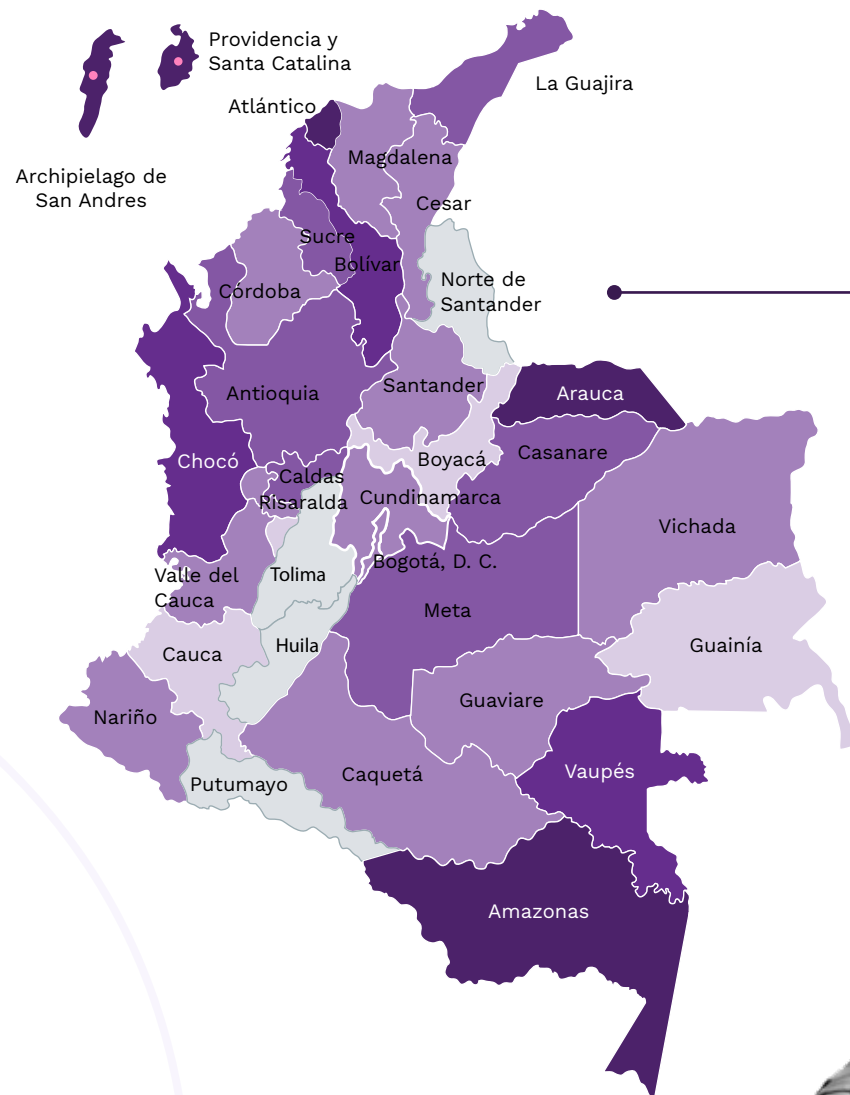 Providencia y
Santa Catalina
La Guajira
Atlántico
Magdalena
Archipielago de
San Andres
Cesar
Sucre
Bolívar
Norte de
Santander
Córdoba
Santander
Antioquia
Arauca
Casanare
Boyacá
Chocó
Caldas
Cundinamarca
Risaralda
Vichada
Bogotá, D. C.
Valle del
Cauca
Tolima
Meta
Huila
Guainía
Cauca
Guaviare
Nariño
Vaupés
Caquetá
Putumayo
Amazonas